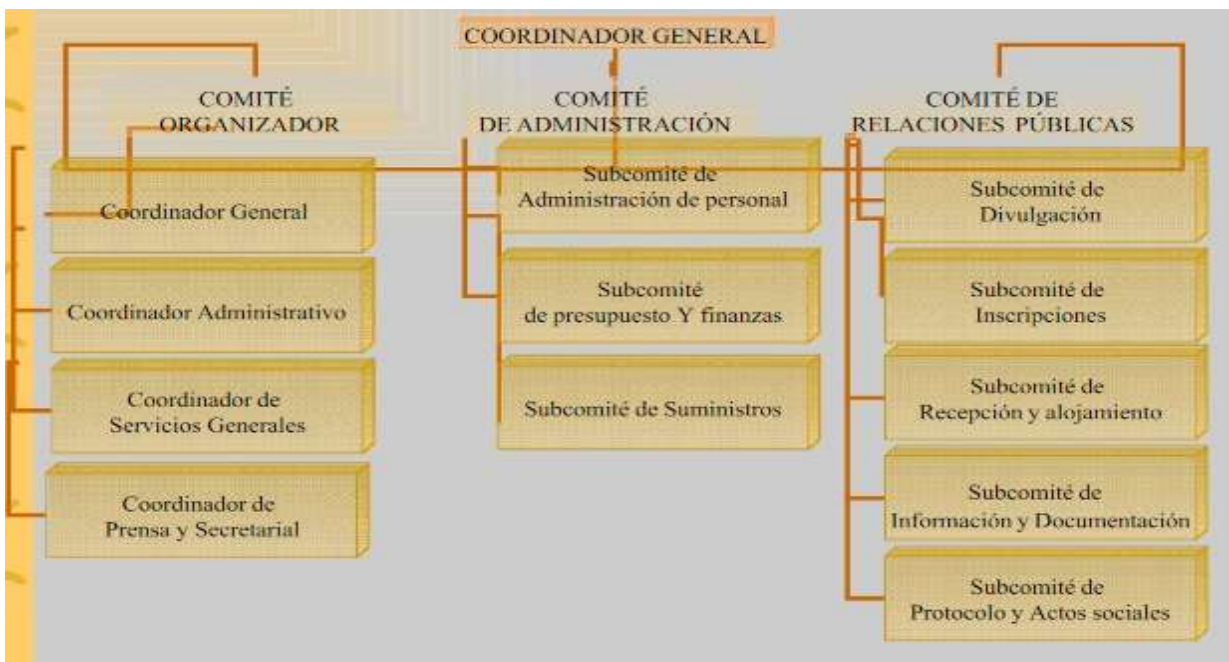 COORDINADOR GENERAL
COMITÉ
ORGANIZADOR
Coordinador General
Coordinador Administrativo
Coordinador de
Servicios Generales
Coordinador de
Prensa y Secretarial
COMITÉ
DE ADMINISTRACIÓN
Subcomité de
Administración de personal
Subcomité
de presupuesto Y finanzas
Subcomité de Suministros
COMITÉ DE
RELACIONES PÚBLICAS
Subcomité de
Divulgación
Subcomité de
Inscripciones
Subcomité de
Recepción y alojamiento
Subcomité de
Información y Documentación
Subcomité de
Protocolo y Actos sociales